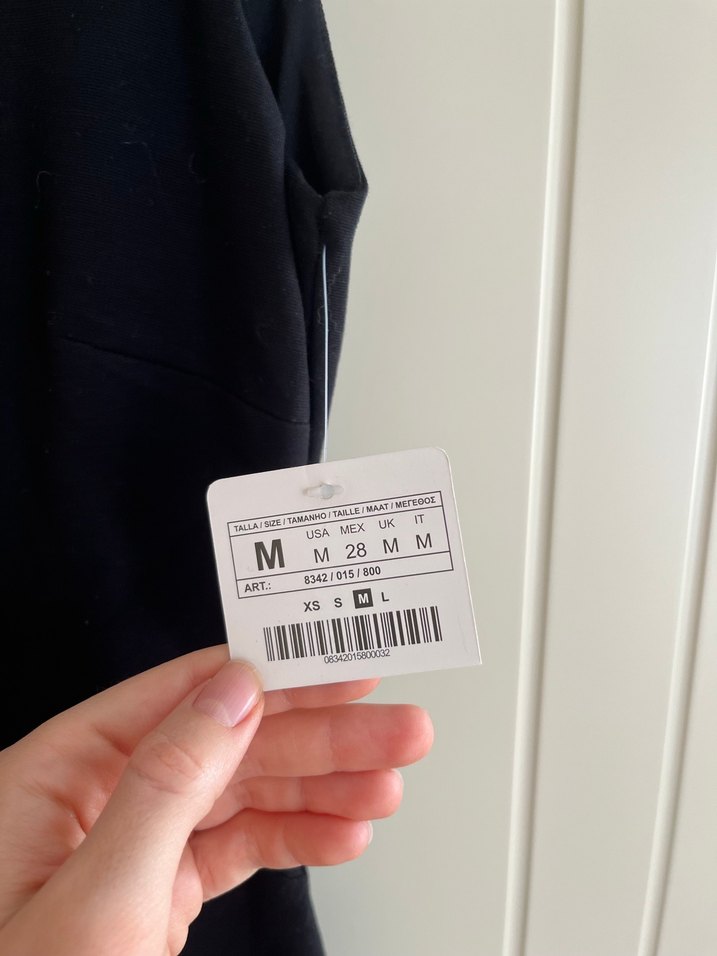 TALLA / SIZE / TAMANHO / TAILLE / MAAT / ΜΕΓΕΘΟΣ
USA MEX UK IT
M M 28 M M
ART.: 8342 / 015 / 800
XS S M L
08342015800032